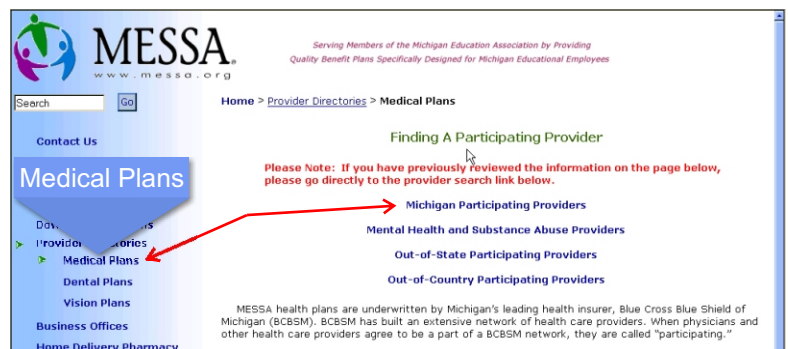 MESSA.
www.messa.org
Serving Members of the Michigan Education Association by Providing
Quality Benefit Plans Specifically Designed for Michigan Educational Employees
Search
Go
Home > Provider Directories > Medical Plans
Contact Us
Medical Plans
Provider
Medical Plans
Dental Plans
Vision Plans
Business Offices
Home Delivery Pharmacy
Finding A Participating Provider
Please Note: If you have previously reviewed the information on the page below,
please go directly to the provider search link below.
Michigan Participating Providers
Mental Health and Substance Abuse Providers
Out-of-State Participating Providers
Out-of-Country Participating Providers
MESSA health plans are underwritten by Michigan's leading health insurer, Blue Cross Blue Shield of
Michigan (BCBSM). BCBSM has built an extensive network of health care providers. When physicians and
other health care providers agree to be a part of a BCBSM network, they are called "participating."